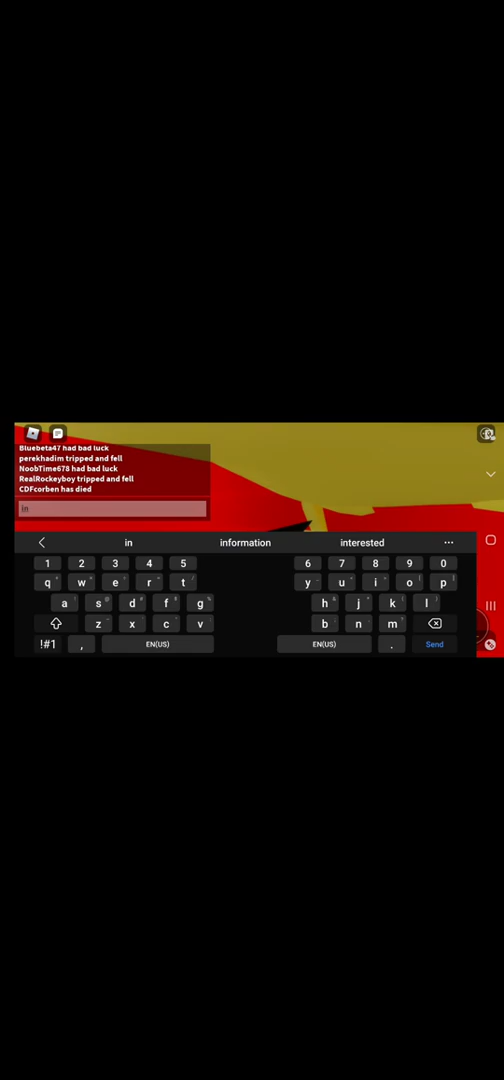 Bluebeta47 had bad luck
perekhadim tripped and fell
NoobTime678 had bad luck
RealRockeyboy tripped and fell
CDFcorben has died
in
in information interested
1 2 3 4 5 6 7 8 9 0
q w e r t y u i o p
a s d f g h j k l
z x c v b n m
!#1 , EN(US) EN(US) . Send